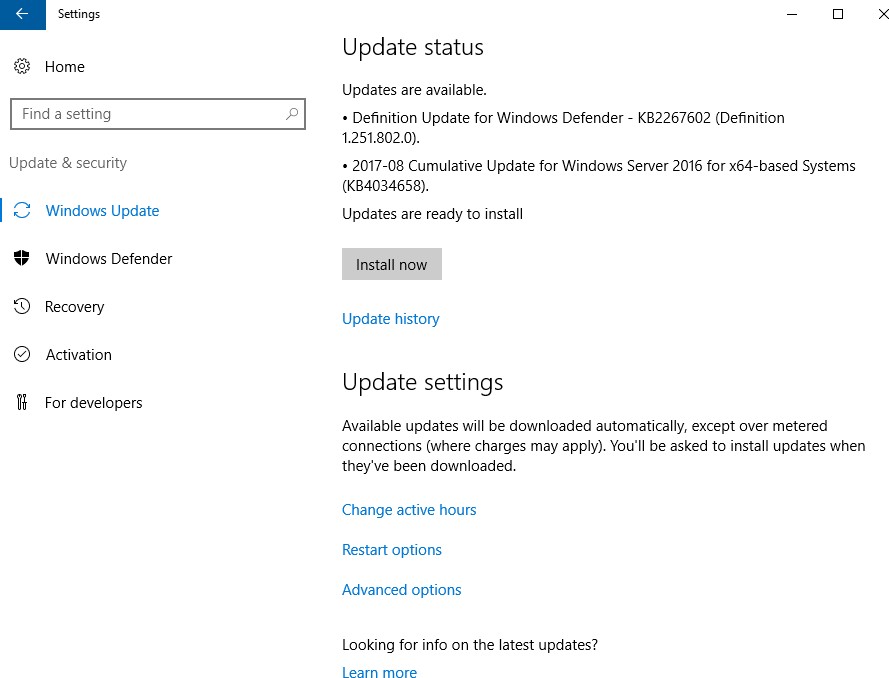 Settings
Home
Find a setting
Update & security
Windows Update
Windows Defender
Recovery
Activation
For developers
Update status
Updates are available.
• Definition Update for Windows Defender - KB2267602 (Definition
1.251.802.0).
• 2017-08 Cumulative Update for Windows Server 2016 for x64-based Systems
(KB4034658).
Updates are ready to install
Install now
Update history
Update settings
Available updates will be downloaded automatically, except over metered
connections (where charges may apply). You'll be asked to install updates when
they've been downloaded.
Change active hours
Restart options
Advanced options
Looking for info on the latest updates?
Learn more